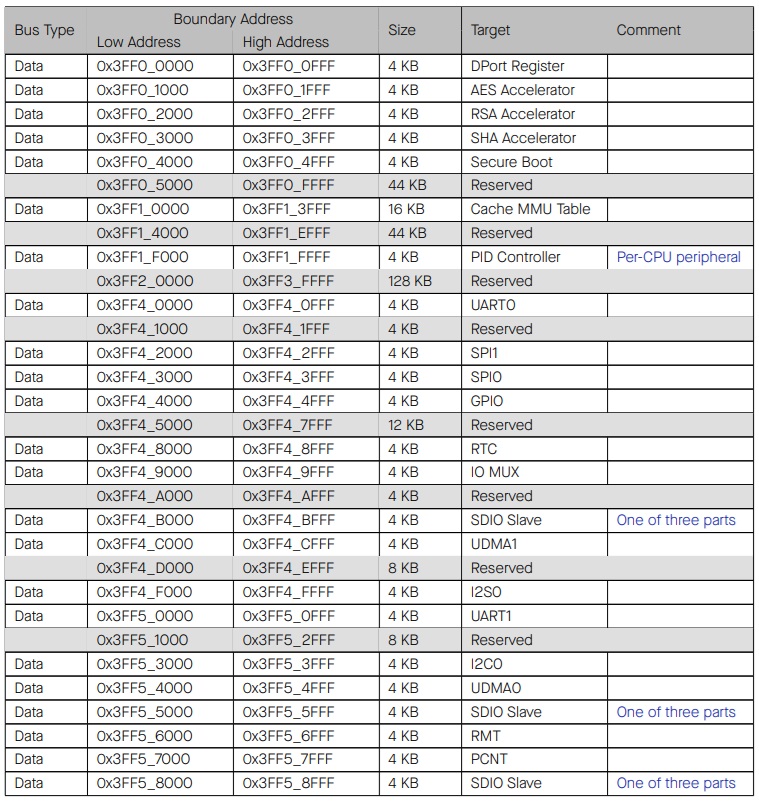 Bus Type Boundary Address Size Target Comment
Low Address High Address
Data 0x3FF0_0000 0x3FF0_0FFF 4 KB DPort Register
Data 0x3FF0_1000 0x3FF0_1FFF 4 KB AES Accelerator
Data 0x3FF0_2000 0x3FF0_2FFF 4 KB RSA Accelerator
Data 0x3FF0_3000 0x3FF0_3FFF 4 KB SHA Accelerator
Data 0x3FF0_4000 0x3FF0_4FFF 4 KB Secure Boot
0x3FF0_5000 0x3FF0_FFFF 44 KB Reserved
Data 0x3FF1_0000 0x3FF1_3FFF 16 KB Cache MMU Table
0x3FF1_4000 0x3FF1_EFFF 44 KB Reserved
Data 0x3FF1_F000 0x3FF1_FFFF 4 KB PID Controller Per-CPU peripheral
0x3FF2_0000 0x3FF3_FFFF 128 KB Reserved
Data 0x3FF4_0000 0x3FF4_0FFF 4 KB UART0
0x3FF4_1000 0x3FF4_1FFF 4 KB Reserved
Data 0x3FF4_2000 0x3FF4_2FFF 4 KB SPI1
Data 0x3FF4_3000 0x3FF4_3FFF 4 KB SPI0
Data 0x3FF4_4000 0x3FF4_4FFF 4 KB GPIO
0x3FF4_5000 0x3FF4_7FFF 12 KB Reserved
Data 0x3FF4_8000 0x3FF4_8FFF 4 KB RTC
Data 0x3FF4_9000 0x3FF4_9FFF 4 KB IO MUX
0x3FF4_A000 0x3FF4_AFFF 4 KB Reserved
Data 0x3FF4_B000 0x3FF4_BFFF 4 KB SDIO Slave One of three parts
Data 0x3FF4_C000 0x3FF4_CFFF 4 KB UDMA1
0x3FF4_D000 0x3FF4_EFFF 8 KB Reserved
Data 0x3FF4_F000 0x3FF4_FFFF 4 KB I2S0
Data 0x3FF5_0000 0x3FF5_0FFF 4 KB UART1
0x3FF5_1000 0x3FF5_2FFF 8 KB Reserved
Data 0x3FF5_3000 0x3FF5_3FFF 4 KB I2C0
Data 0x3FF5_4000 0x3FF5_4FFF 4 KB UDMA0
Data 0x3FF5_5000 0x3FF5_5FFF 4 KB SDIO Slave One of three parts
Data 0x3FF5_6000 0x3FF5_6FFF 4 KB RMT
Data 0x3FF5_7000 0x3FF5_7FFF 4 KB PCNT
Data 0x3FF5_8000 0x3FF5_8FFF 4 KB SDIO Slave One of three parts